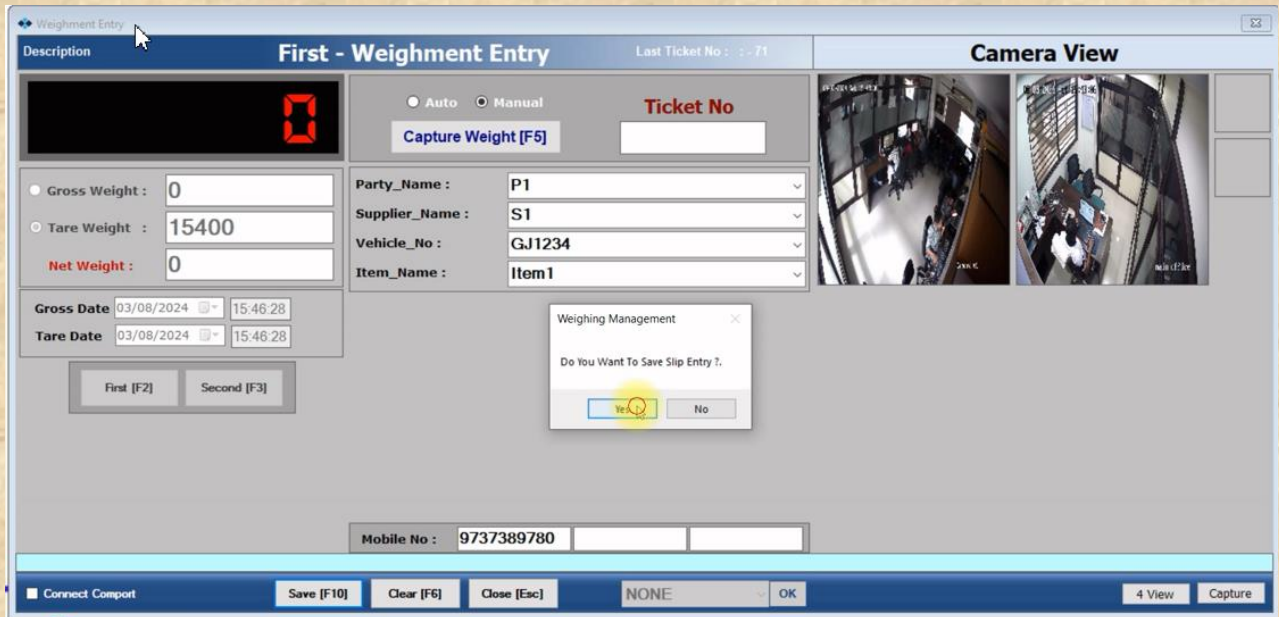 Weighment Entry
Description
First - Weighment Entry
Last Ticket No : : - 71
Camera View
0
Auto
Manual
Capture Weight [F5]
Ticket No
Gross Weight :
0
Tare Weight :
15400
Net Weight :
0
Party_Name :
P1
Supplier_Name :
S1
Vehicle_No :
GJ1234
Item_Name :
Item1
Gross Date
03/08/2024
15:46:28
Tare Date
03/08/2024
15:46:28
First [F2]
Second [F3]
Weighing Management
Do You Want To Save Slip Entry ?.
Yes
No
main office
Mobile No :
9737389780
Connect Comport
Save [F10]
Clear [F6]
Close [Esc]
NONE
OK
4 View
Capture